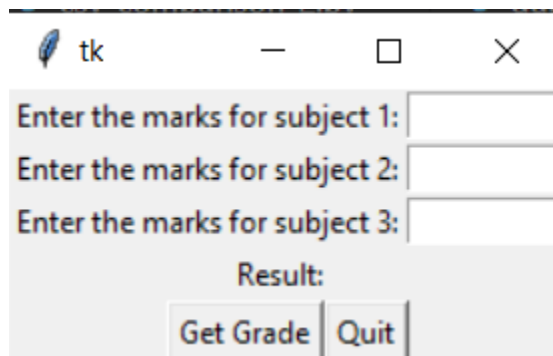 tk
Enter the marks for subject 1:
Enter the marks for subject 2:
Enter the marks for subject 3:
Result:
Get Grade Quit